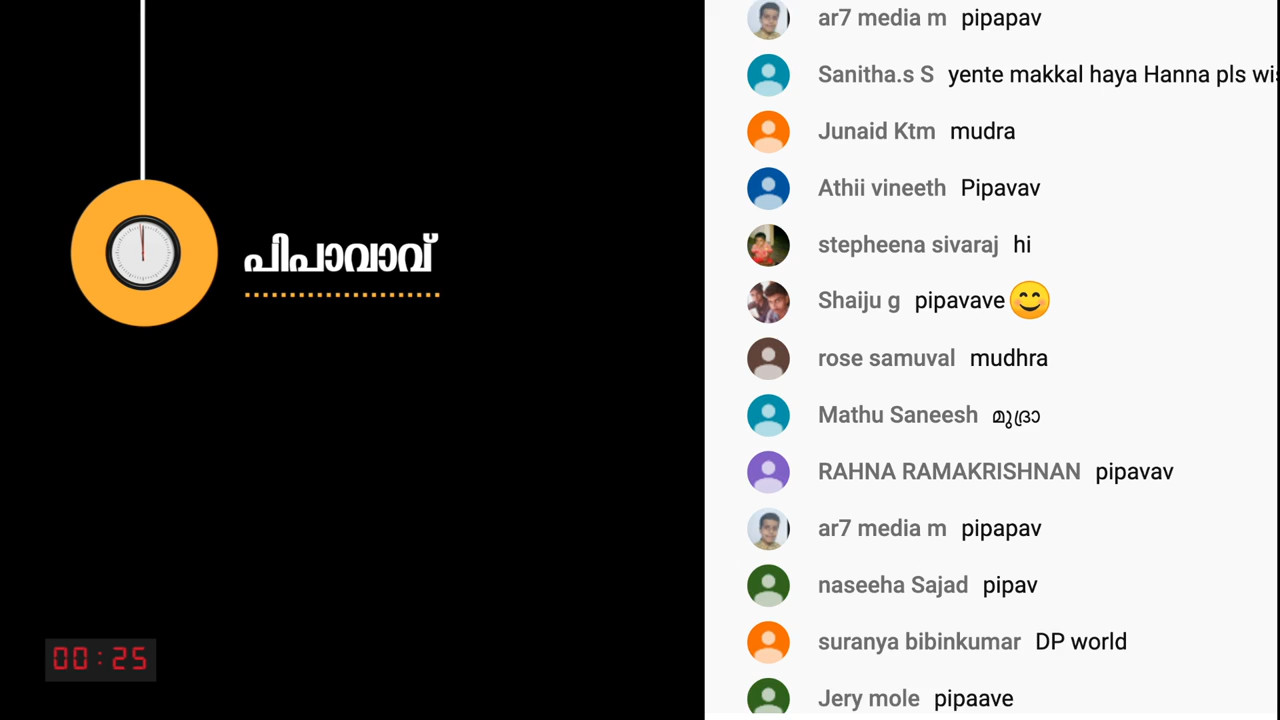 പിപാവാവ്
00:25
ar7 media m pipapav
Sanitha.s S yente makkal haya Hanna pls
Junaid Ktm mudra
Athii vineeth Pipavav
stepheena sivaraj hi
Shaiju g pipavave 😊
rose samuval mudhra
Mathu Saneesh മുദ്രാ
RAHNA RAMAKRISHNAN pipavav
ar7 media m pipapav
naseeha Sajad pipav
suranya bibinkumar DP world
Jery mole pipaave